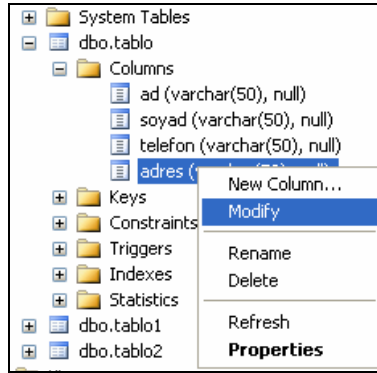 System Tables
dbo.tablo
Columns
ad (varchar(50), null)
soyad (varchar(50), null)
telefon (varchar(50), null)
adres (
New Column...
Keys
Modify
Constraints
Triggers
Rename
Indexes
Delete
Statistics
dbo.tablo1
Refresh
dbo.tablo2
Properties